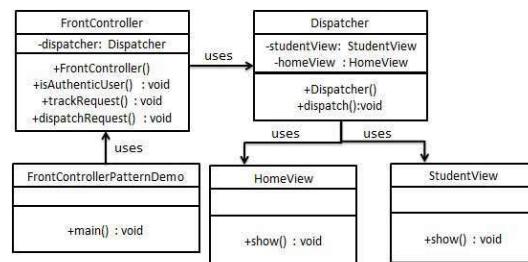 FrontController
-dispatcher: Dispatcher
+FrontController()
+isAuthenticUser() : void
+trackRequest() : void
+dispatchRequest() : void
uses
Dispatcher
-studentView: StudentView
-homeView : HomeView
+Dispatcher()
+dispatch():void
uses
uses
uses
FrontControllerPatternDemo
+main() : void
HomeView
+show() : void
StudentView
+show() : void